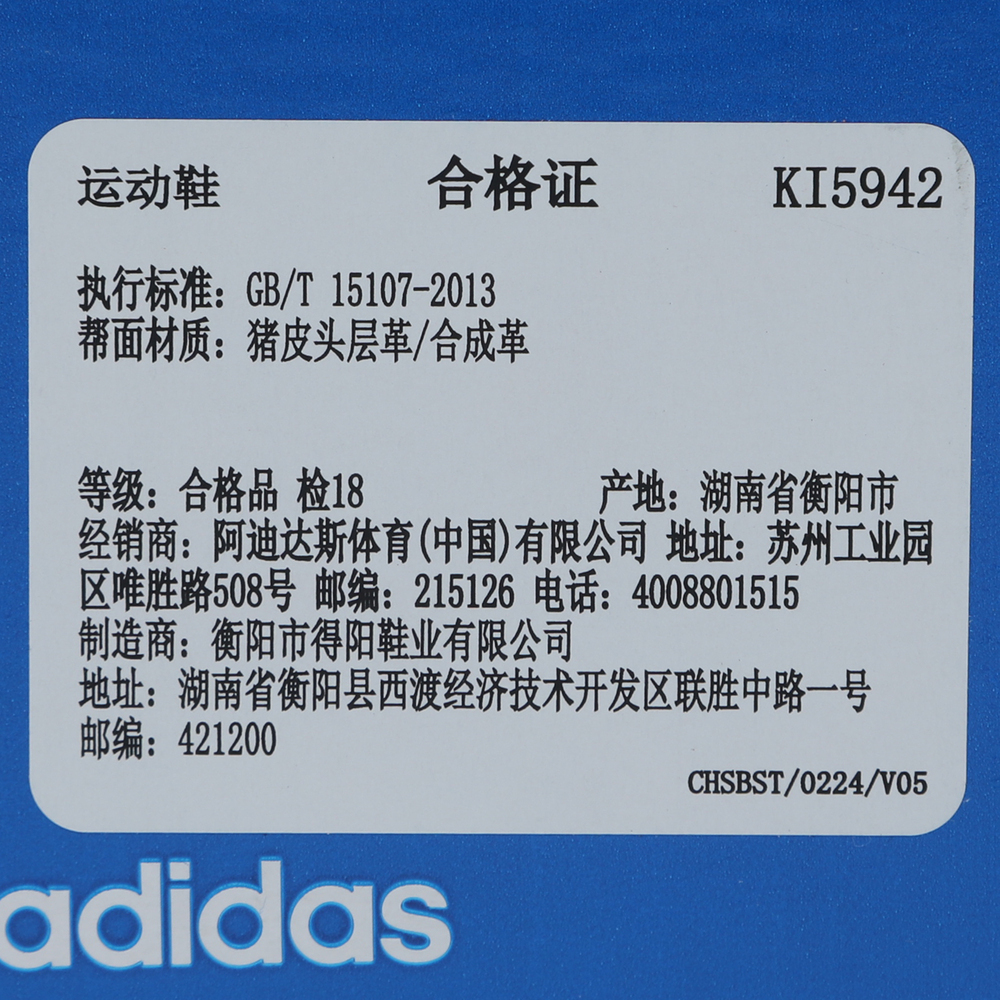 运动鞋 合格证 KI5942
执行标准：GB/T 15107-2013
帮面材质：猪皮头层革/合成革
等级：合格品 检18 产地：湖南省衡阳市
经销商：阿迪达斯体育(中国)有限公司 地址：苏州工业园
区唯胜路508号 邮编：215126 电话：4008801515
制造商：衡阳市得阳鞋业有限公司
地址：湖南省衡阳县西渡经济技术开发区联胜中路一号
邮编：421200
CHSBST/0224/V05
adidas